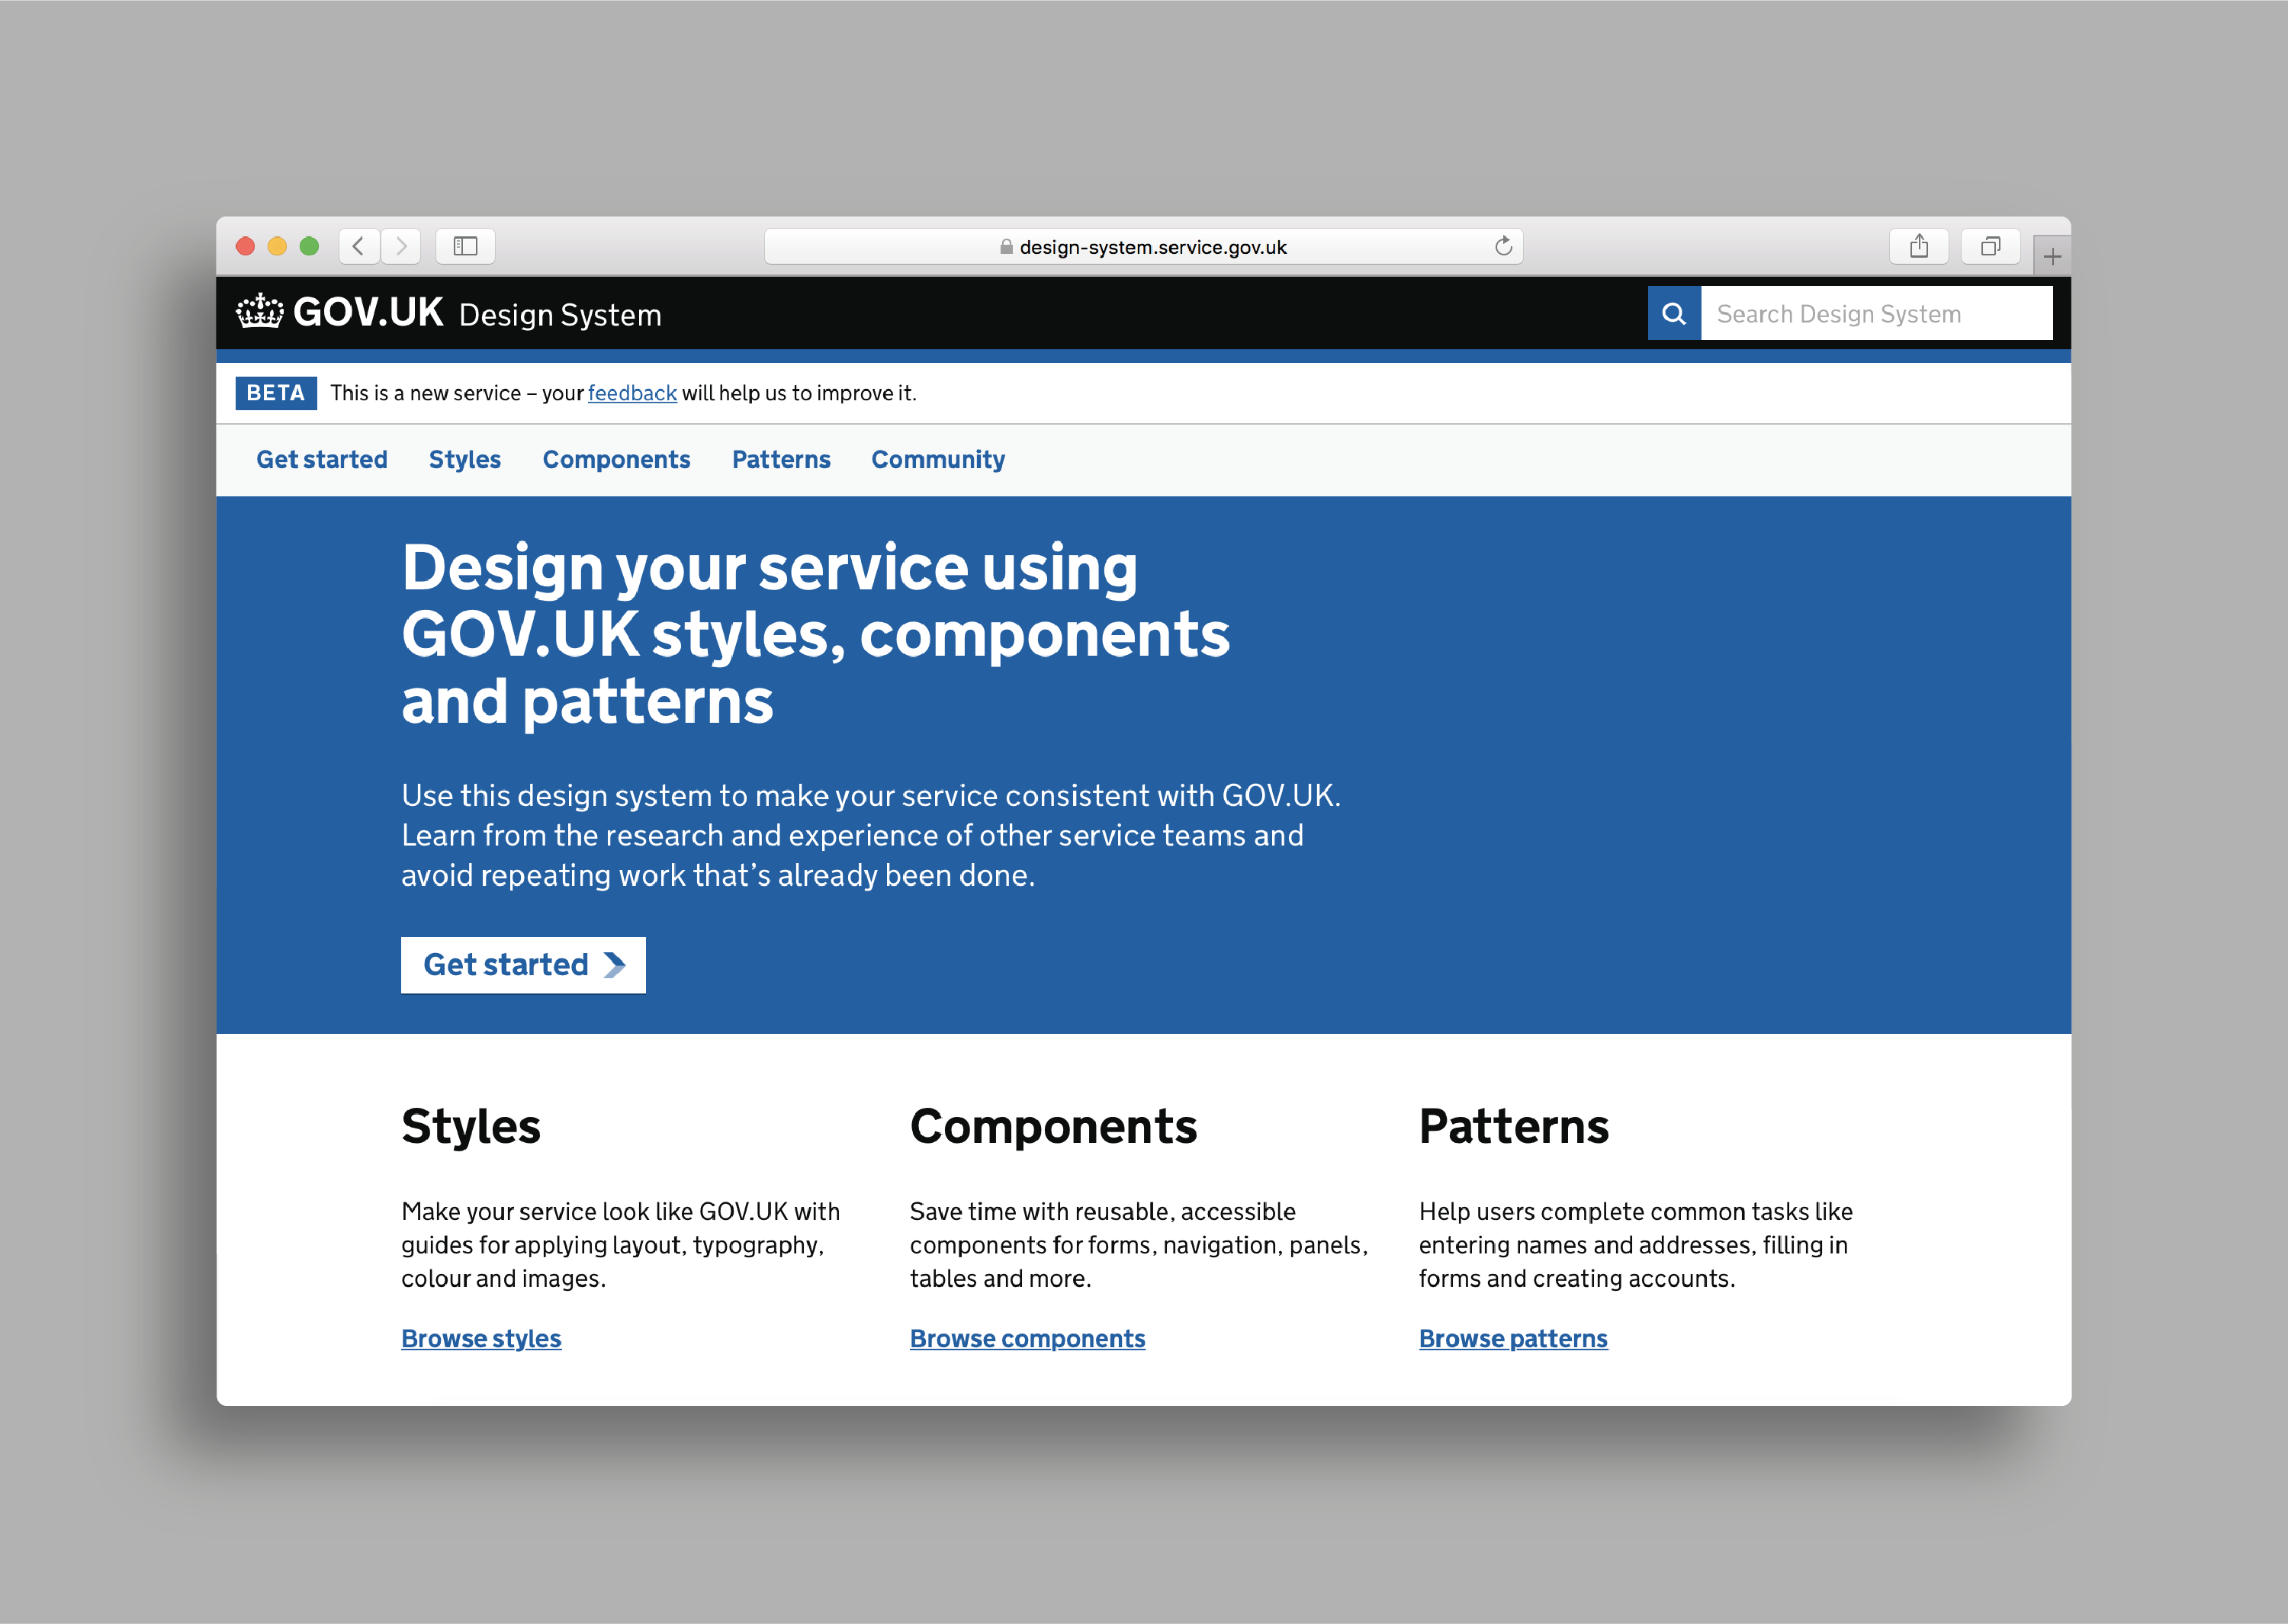 design-system.service.gov.uk
GOV.UK Design System
Search Design System
BETA This is a new service – your feedback will help us to improve it.
Get started Styles Components Patterns Community
Design your service using
GOV.UK styles, components
and patterns
Use this design system to make your service consistent with GOV.UK.
Learn from the research and experience of other service teams and
avoid repeating work that’s already been done.
Get started
Styles
Make your service look like GOV.UK with
guides for applying layout, typography,
colour and images.
Browse styles
Components
Save time with reusable, accessible
components for forms, navigation, panels,
tables and more.
Browse components
Patterns
Help users complete common tasks like
entering names and addresses, filling in
forms and creating accounts.
Browse patterns